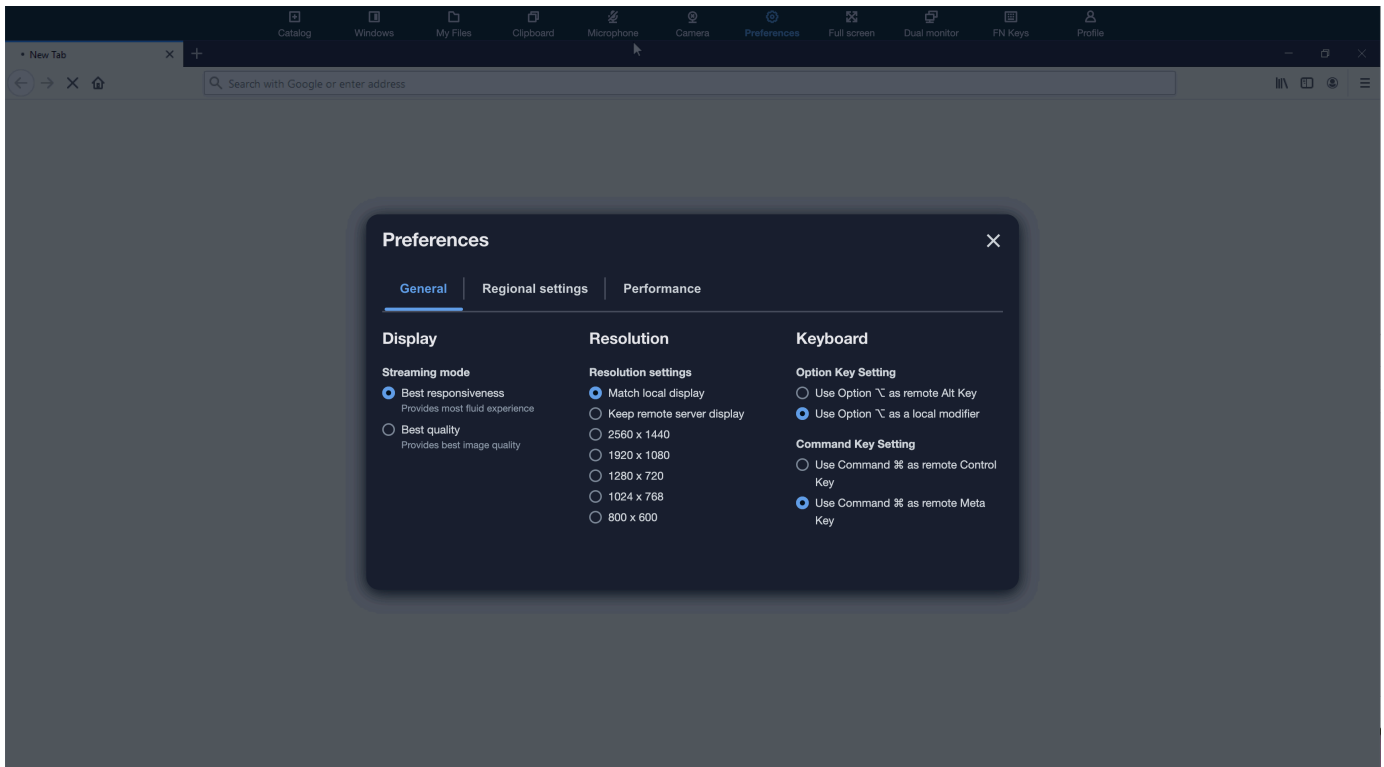 Catalog Windows My Files Clipboard Microphone Camera Preferences Full screen Dual monitor FN Keys Profile
New Tab
Search with Google or enter address
Preferences
General Regional settings Performance
Display
Streaming mode
Best responsiveness
Provides most fluid experience
Best quality
Provides best image quality
Resolution
Resolution settings
Match local display
Keep remote server display
2560 x 1440
1920 x 1080
1280 x 720
1024 x 768
800 x 600
Keyboard
Option Key Setting
Use Option ⌥ as remote Alt Key
Use Option ⌥ as a local modifier
Command Key Setting
Use Command ⌘ as remote Control
Key
Use Command ⌘ as remote Meta
Key